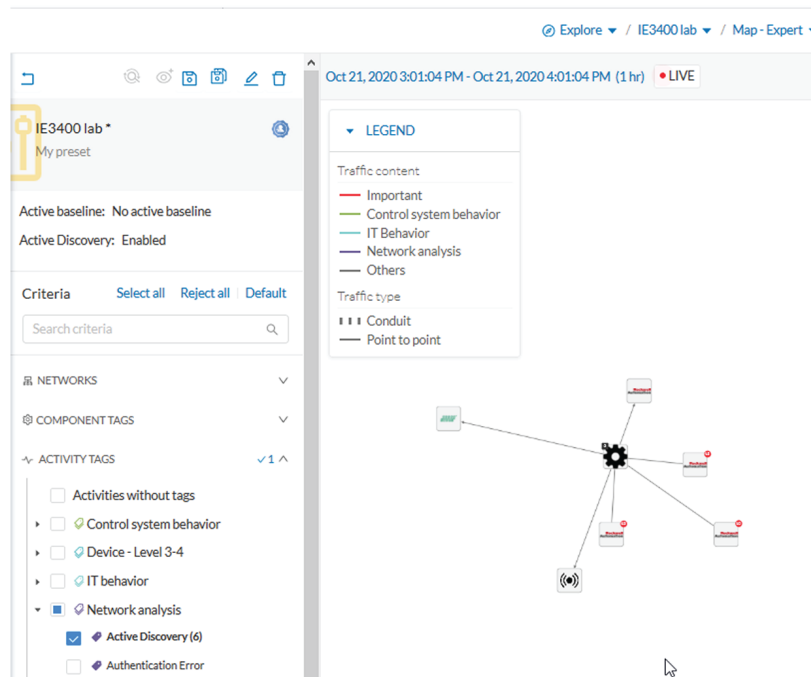 Explore / IE3400 lab / Map - Expert
Oct 21, 2020 3:01:04 PM - Oct 21, 2020 4:01:04 PM (1 hr) LIVE
IE3400 lab *
My preset
Active baseline: No active baseline
Active Discovery: Enabled
Criteria Select all Reject all Default
Search criteria
NETWORKS
COMPONENT TAGS
ACTIVITY TAGS 1
Activities without tags
Control system behavior
Device - Level 3-4
IT behavior
Network analysis
Active Discovery (6)
Authentication Error
LEGEND
Traffic content
Important
Control system behavior
IT Behavior
Network analysis
Others
Traffic type
Conduit
Point to point